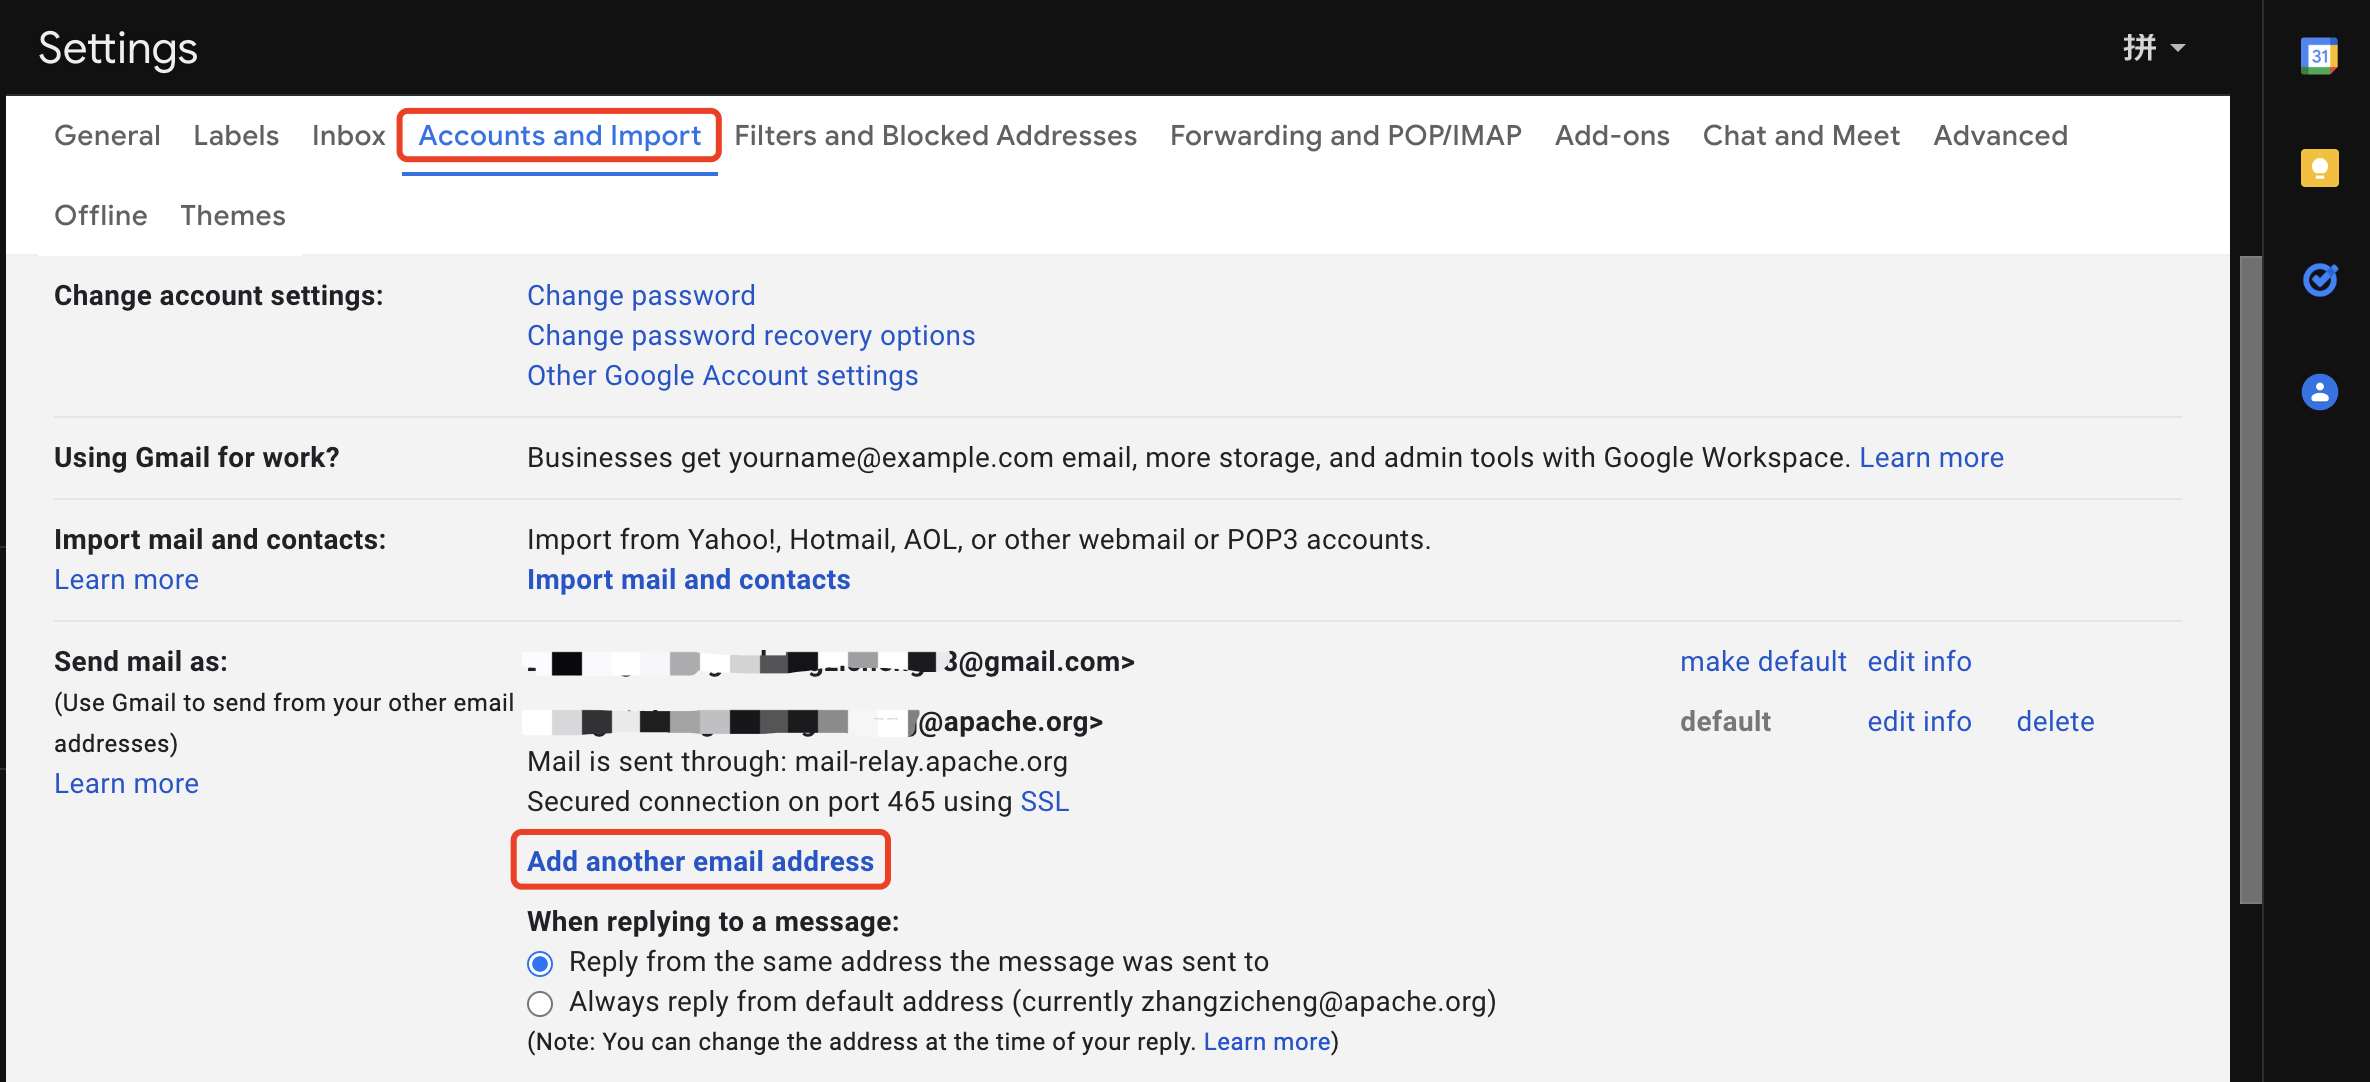 Settings
拼
31
General Labels Inbox Accounts and Import Filters and Blocked Addresses Forwarding and POP/IMAP Add-ons Chat and Meet Advanced
Offline Themes
Change account settings:
Change password
Change password recovery options
Other Google Account settings
Using Gmail for work?
Businesses get yourname@example.com email, more storage, and admin tools with Google Workspace. Learn more
Import mail and contacts:
Learn more
Import from Yahoo!, Hotmail, AOL, or other webmail or POP3 accounts.
Import mail and contacts
Send mail as:
(Use Gmail to send from your other email
addresses)
Learn more
3@gmail.com> make default edit info
@apache.org> default edit info delete
Mail is sent through: mail-relay.apache.org
Secured connection on port 465 using SSL
Add another email address
When replying to a message:
Reply from the same address the message was sent to
Always reply from default address (currently zhangzicheng@apache.org)
(Note: You can change the address at the time of your reply. Learn more)